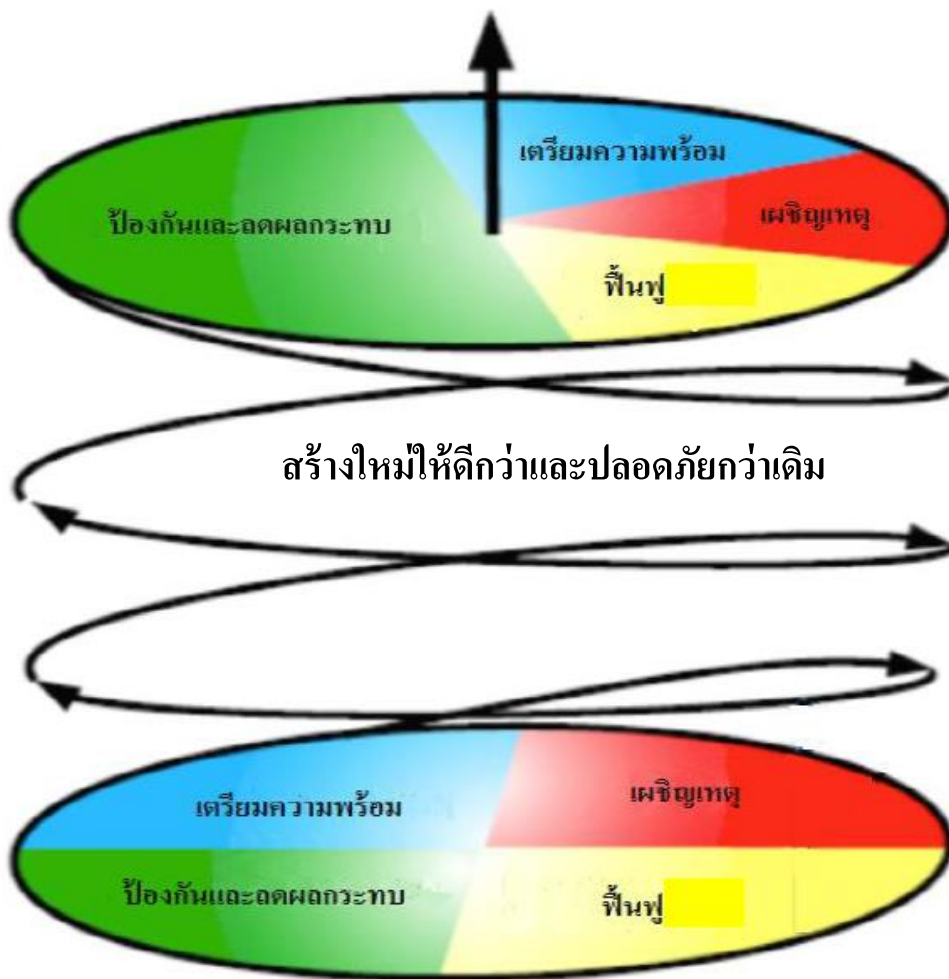 เตรียมความพร้อม
ป้องกันและลดผลกระทบ
เผชิญเหตุ
ฟื้นฟู
สร้างใหม่ให้ดีกว่าและปลอดภัยกว่าเดิม
เตรียมความพร้อม
เผชิญเหตุ
ป้องกันและลดผลกระทบ
ฟื้นฟู